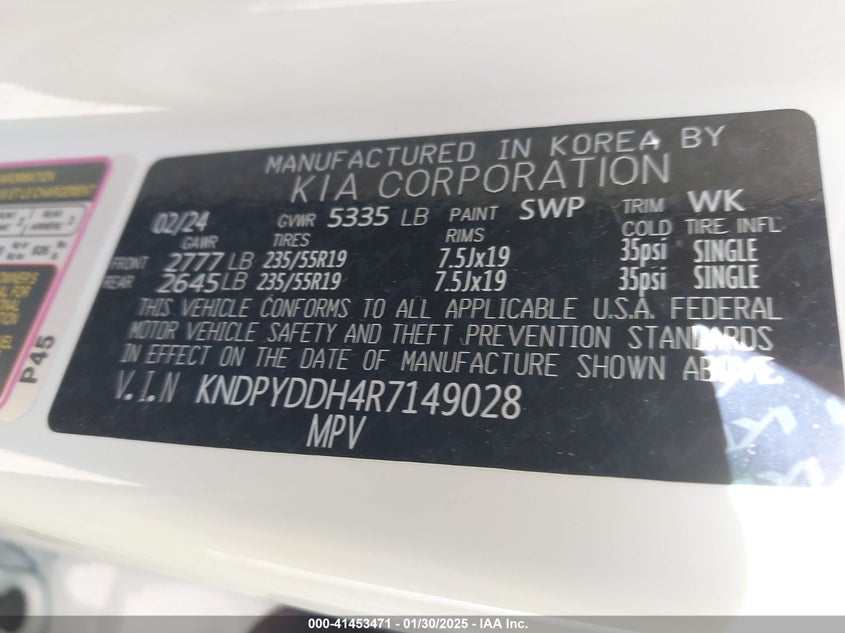 MANUFACTURED IN KOREA BY
KIA CORPORATION
02/24 GVWR 5335 LB PAINT SWP TRIM WK
GAWR TIRES RIMS COLD TIRE INFL
FRONT 2777 LB 235/55R19 7.5Jx19 35psi SINGLE
REAR 2645 LB 235/55R19 7.5Jx19 35psi SINGLE
THIS VEHICLE CONFORMS TO ALL APPLICABLE U.S.A. FEDERAL
MOTOR VEHICLE SAFETY AND THEFT PREVENTION STANDARDS
IN EFFECT ON THE DATE OF MANUFACTURE SHOWN ABOVE.
V.I.N KNDPYDDH4R7149028
MPV
P45
000-41453471 - 01/30/2025 - IAA Inc.